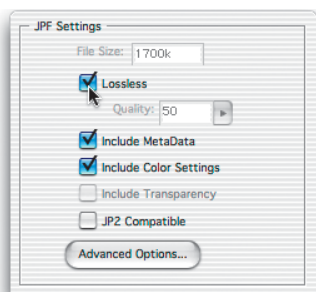 JPF Settings
File Size: 1700k
Lossless
Quality: 50
Include MetaData
Include Color Settings
Include Transparency
JP2 Compatible
Advanced Options...